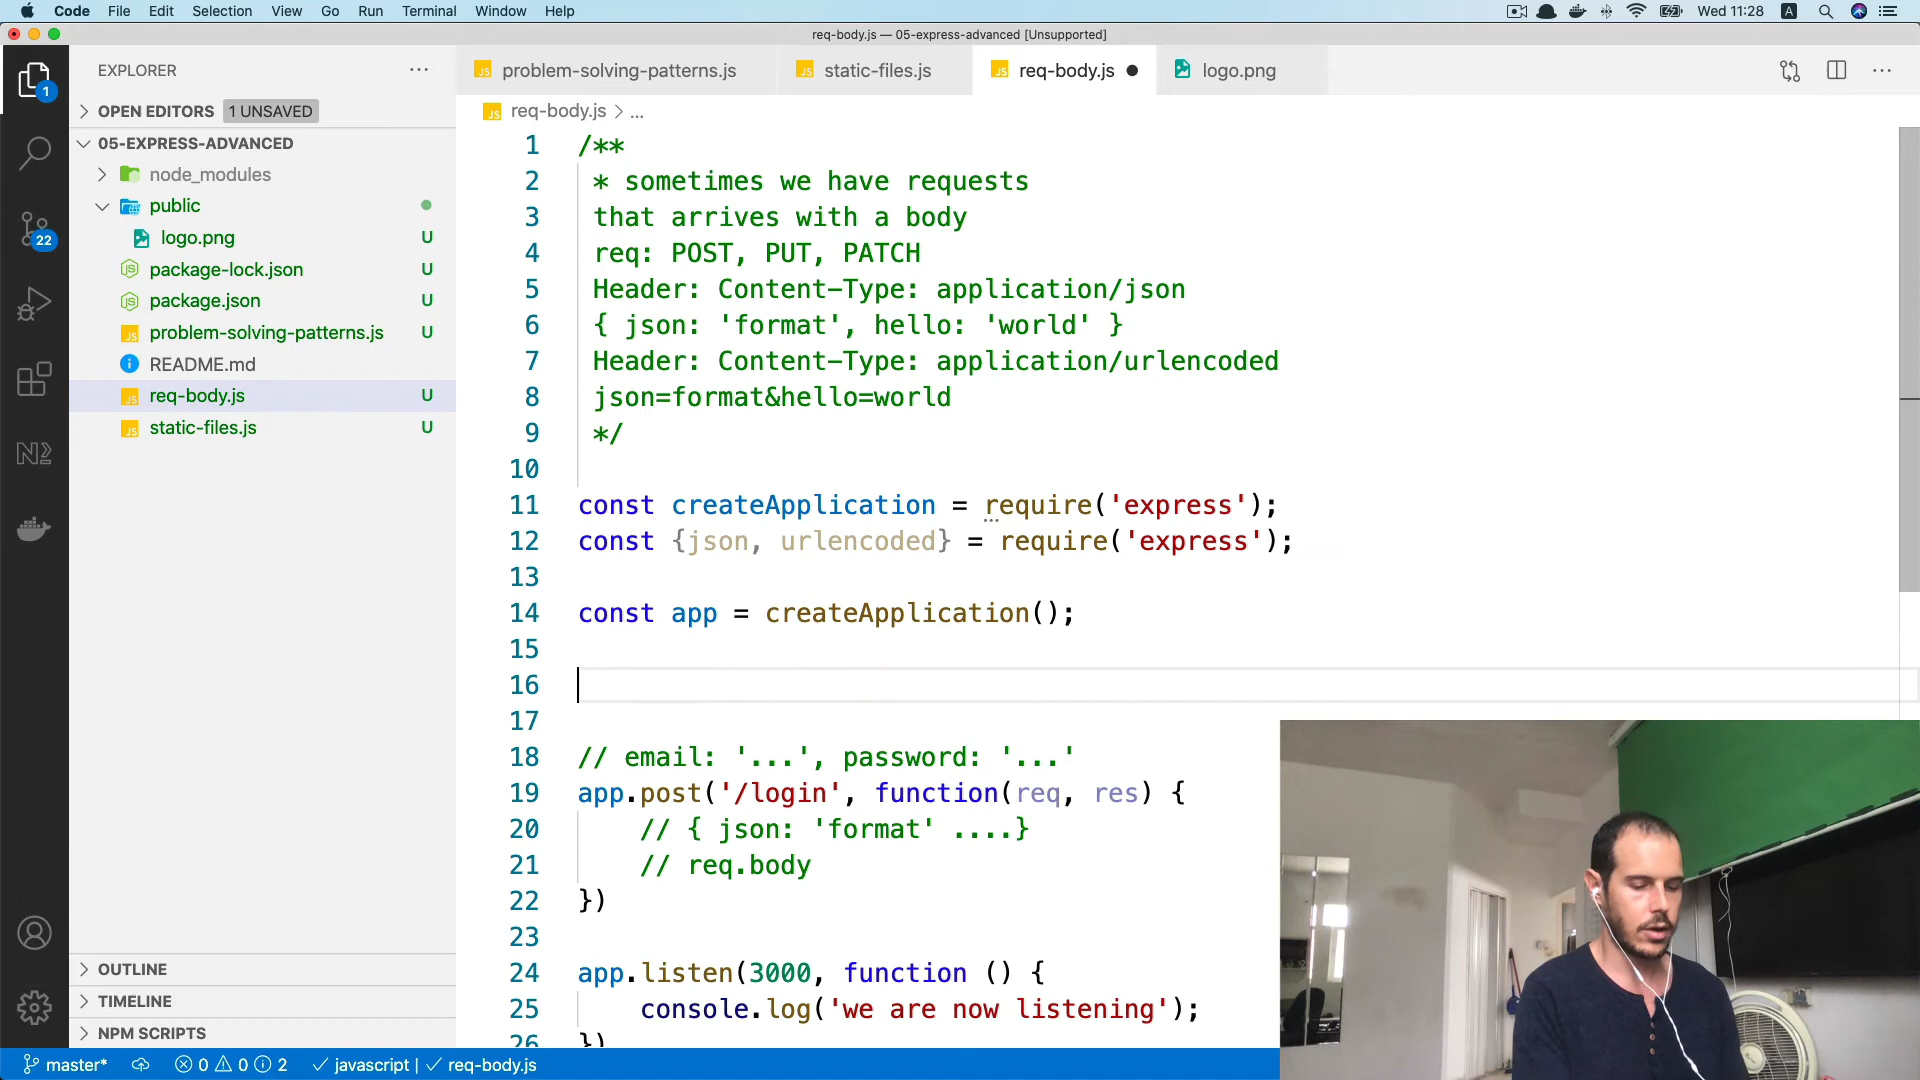 Code File Edit Selection View Go Run Terminal Window Help
Wed 11:28 A
req-body.js — 05-express-advanced [Unsupported]
EXPLORER
problem-solving-patterns.js
static-files.js
req-body.js
logo.png
1
OPEN EDITORS 1 UNSAVED
05-EXPRESS-ADVANCED
node_modules
public
logo.png U
22
package-lock.json U
package.json U
problem-solving-patterns.js U
README.md
req-body.js U
static-files.js U
OUTLINE
TIMELINE
NPM SCRIPTS
req-body.js > ...
1 /**
2 * sometimes we have requests
3 that arrives with a body
4 req: POST, PUT, PATCH
5 Header: Content-Type: application/json
6 { json: 'format', hello: 'world' }
7 Header: Content-Type: application/urlencoded
8 json=format&hello=world
9 */
10
11 const createApplication = require('express');
12 const {json, urlencoded} = require('express');
13
14 const app = createApplication();
15
16
17
18 // email: '...', password: '...'
19 app.post('/login', function(req, res) {
20 // { json: 'format' ....}
21 // req.body
22 })
23
24 app.listen(3000, function () {
25 console.log('we are now listening');
26 })
master* 0 0 2 javascript | req-body.js